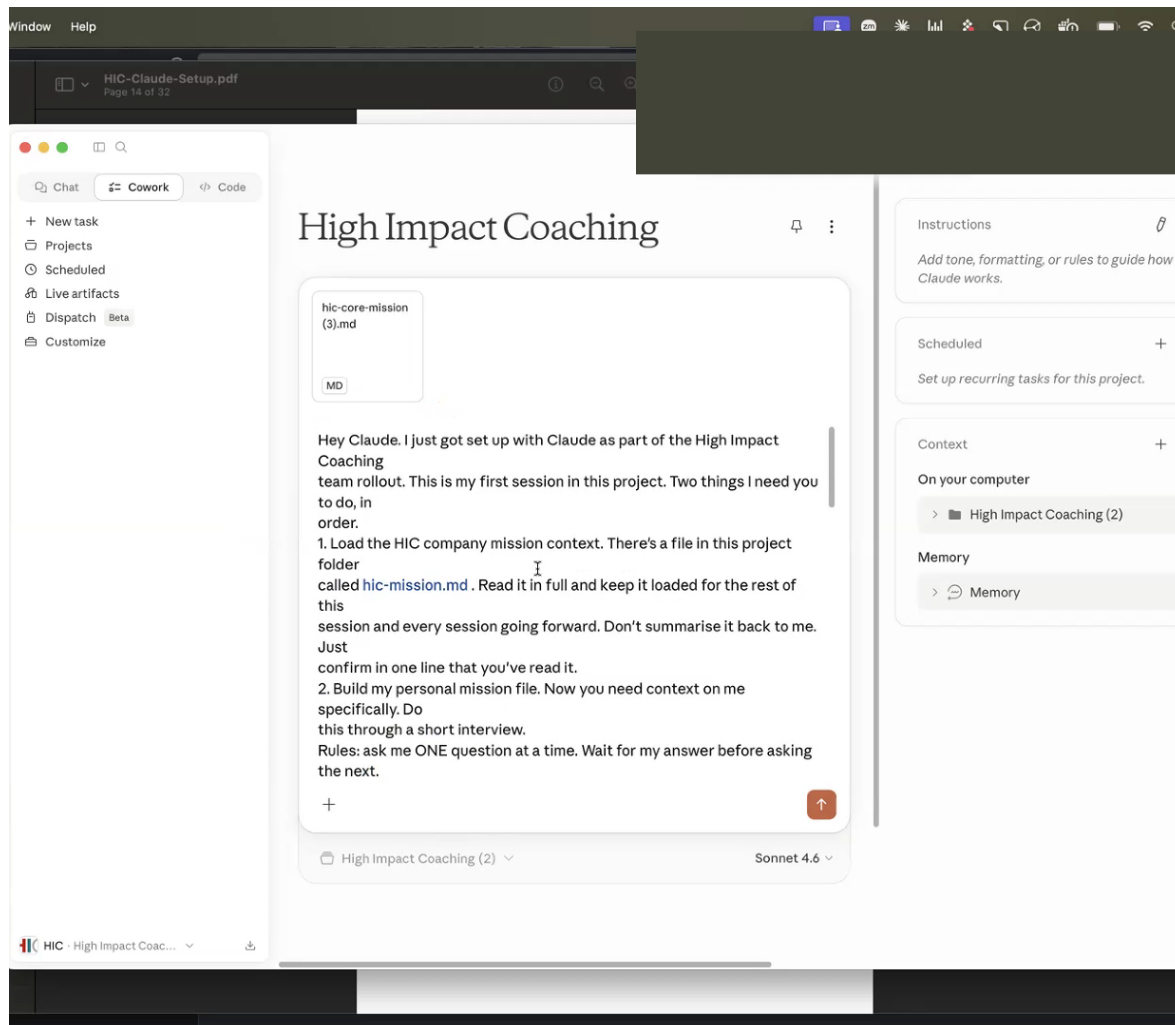 Window Help
HIC-Claude-Setup.pdf
Page 14 of 32
Chat Cowork Code
New task
Projects
Scheduled
Live artifacts
Dispatch Beta
Customize
HIC · High Impact Coac...
High Impact Coaching
hic-core-mission
(3).md
MD
Hey Claude. I just got set up with Claude as part of the High Impact
Coaching
team rollout. This is my first session in this project. Two things I need you
to do, in
order.
1. Load the HIC company mission context. There's a file in this project
folder
called hic-mission.md . Read it in full and keep it loaded for the rest of
this
session and every session going forward. Don't summarise it back to me.
Just
confirm in one line that you've read it.
2. Build my personal mission file. Now you need context on me
specifically. Do
this through a short interview.
Rules: ask me ONE question at a time. Wait for my answer before asking
the next.
High Impact Coaching (2)
Sonnet 4.6
Instructions
Add tone, formatting, or rules to guide how
Claude works.
Scheduled
Set up recurring tasks for this project.
Context
On your computer
High Impact Coaching (2)
Memory
Memory